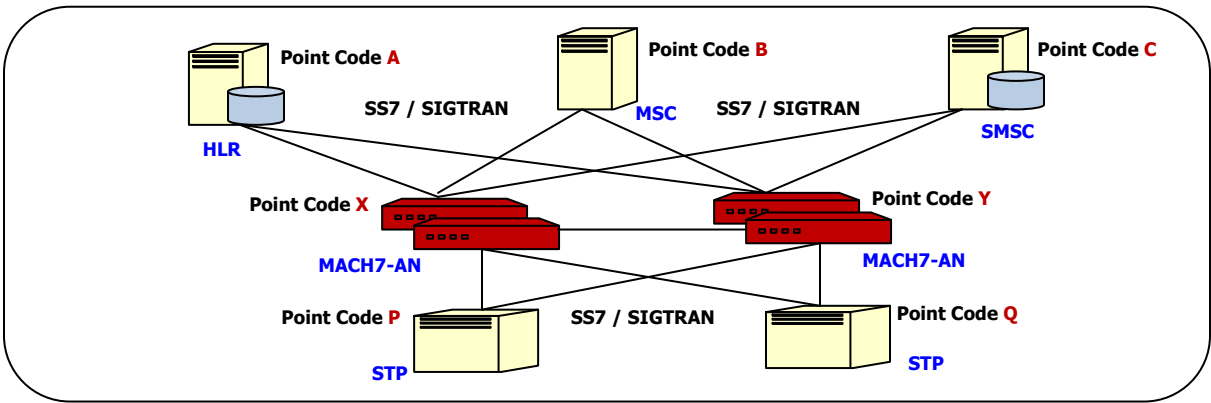 Point Code A
Point Code B
Point Code C
SS7 / SIGTRAN
SS7 / SIGTRAN
HLR
MSC
SMSC
Point Code X
Point Code Y
MACH7-AN
MACH7-AN
Point Code P
SS7 / SIGTRAN
Point Code Q
STP
STP